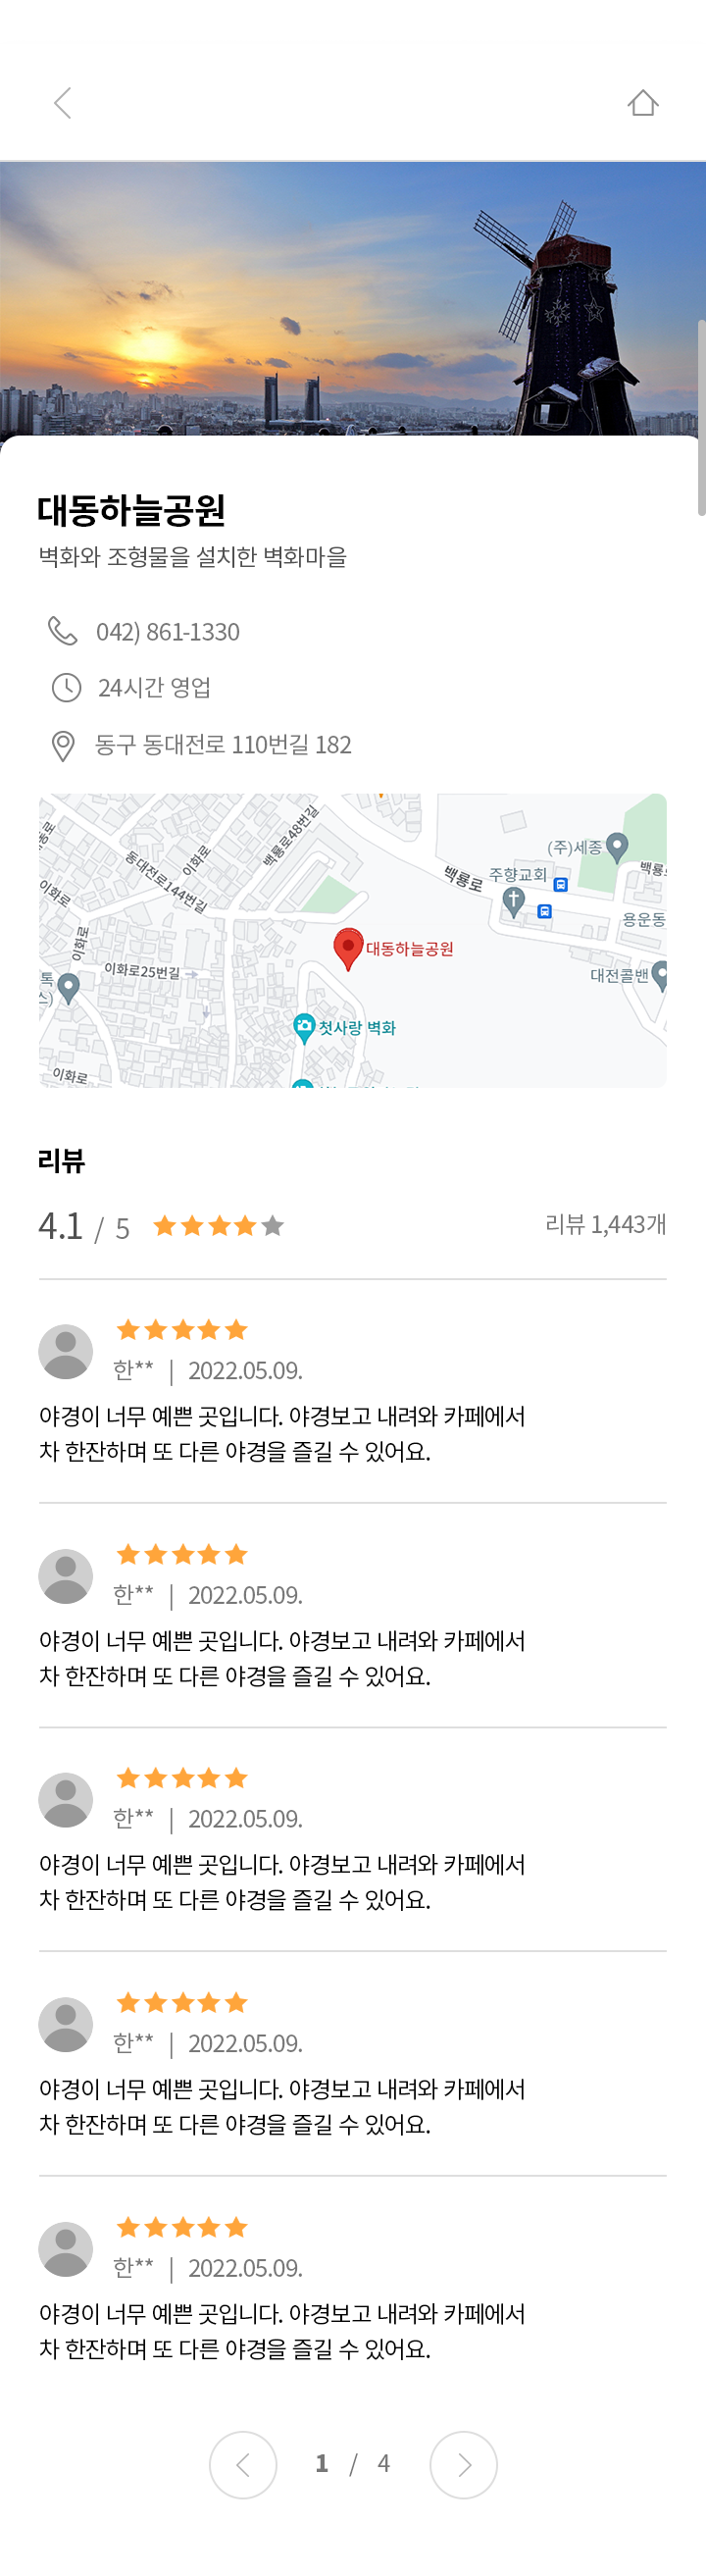 대동하늘공원
벽화와 조형물을 설치한 벽화마을
042) 861-1330
24시간 영업
동구 동대전로 110번길 182
백룡로48번길
이화로
동대전로144번길
이화로
이화로
이화로25번길
이화로
백룡로
(주)세종
주향교회
용운동
대전콜밴
대동하늘공원
첫사랑 벽화
리뷰
4.1 / 5
리뷰 1,443개
한** | 2022.05.09.
야경이 너무 예쁜 곳입니다. 야경보고 내려와 카페에서
차 한잔하며 또 다른 야경을 즐길 수 있어요.
한** | 2022.05.09.
야경이 너무 예쁜 곳입니다. 야경보고 내려와 카페에서
차 한잔하며 또 다른 야경을 즐길 수 있어요.
한** | 2022.05.09.
야경이 너무 예쁜 곳입니다. 야경보고 내려와 카페에서
차 한잔하며 또 다른 야경을 즐길 수 있어요.
한** | 2022.05.09.
야경이 너무 예쁜 곳입니다. 야경보고 내려와 카페에서
차 한잔하며 또 다른 야경을 즐길 수 있어요.
한** | 2022.05.09.
야경이 너무 예쁜 곳입니다. 야경보고 내려와 카페에서
차 한잔하며 또 다른 야경을 즐길 수 있어요.
1 / 4